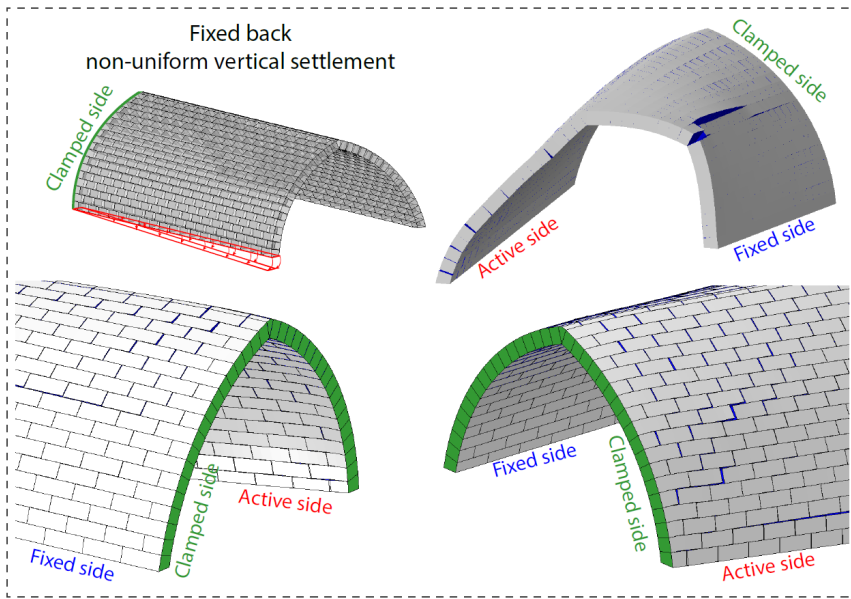 Fixed back
non-uniform vertical settlement
Clamped side
Clamped side
Active side
Fixed side
Fixed side
Clamped side
Active side
Fixed side
Clamped side
Active side